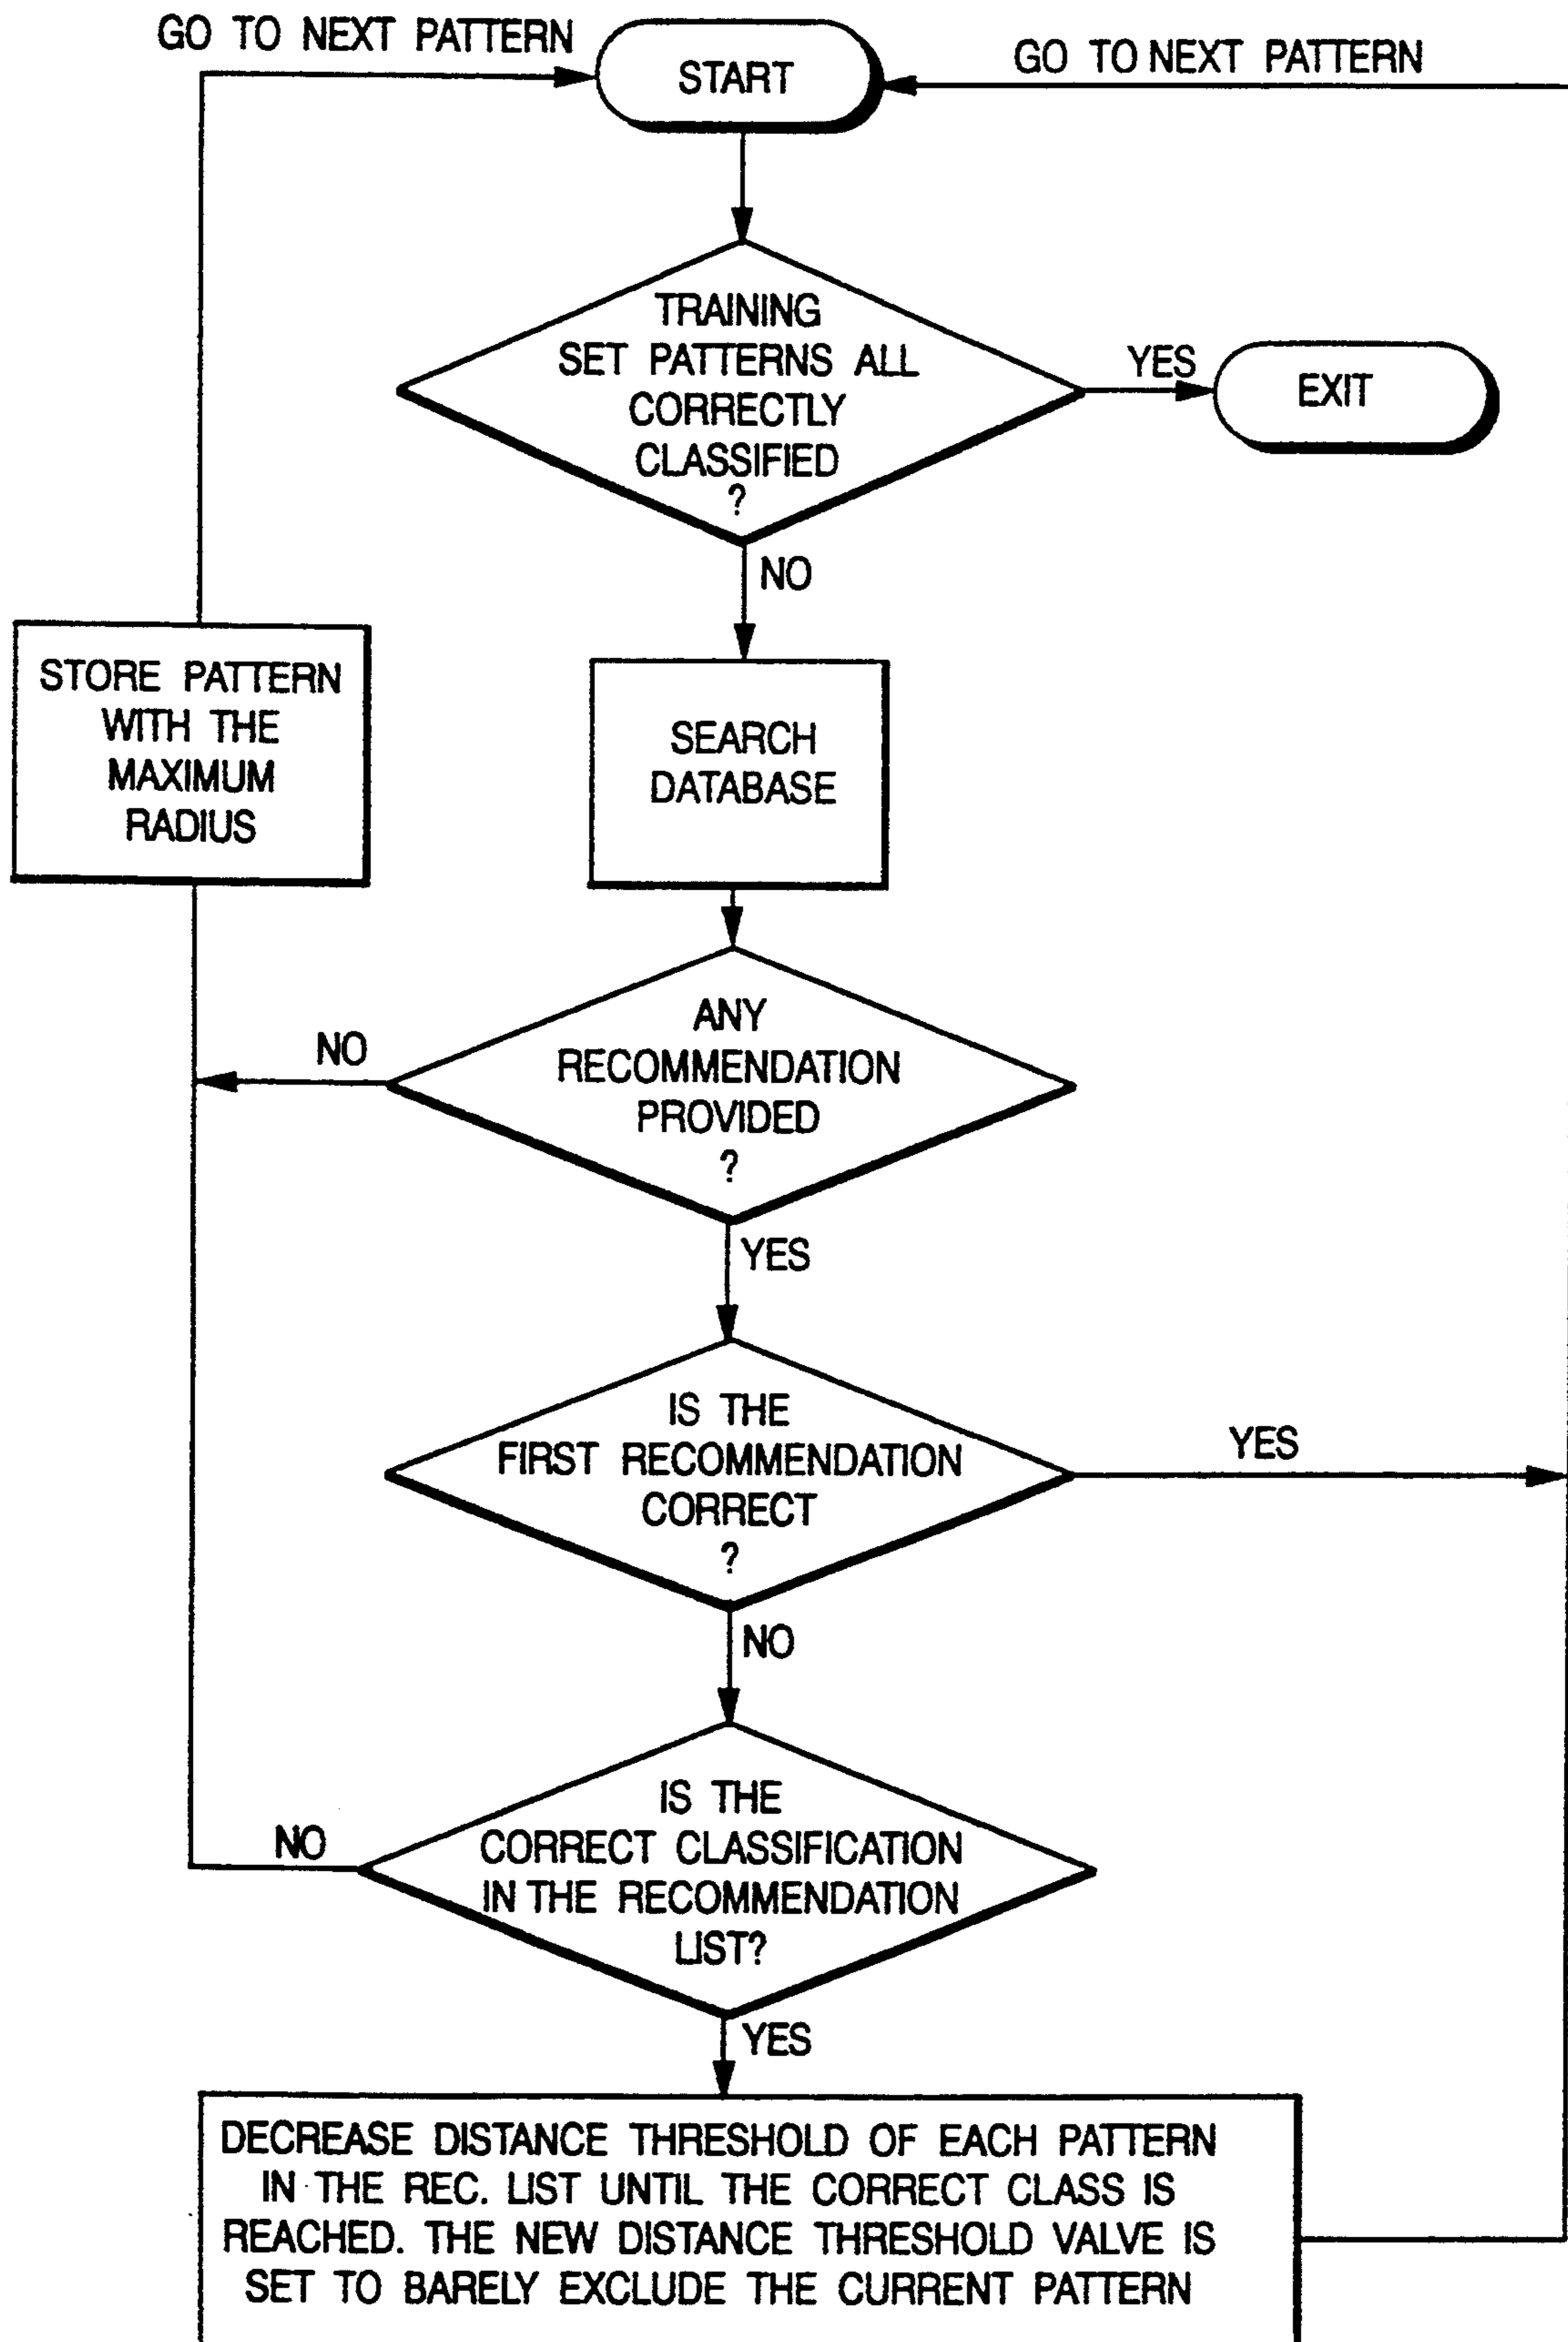 GO TO NEXT PATTERN
START
GO TO NEXT PATTERN
TRAINING
SET PATTERNS ALL
CORRECTLY
CLASSIFIED
?
YES
EXIT
NO
STORE PATTERN
WITH THE
MAXIMUM
RADIUS
SEARCH
DATABASE
ANY
RECOMMENDATION
PROVIDED
?
NO
YES
IS THE
FIRST RECOMMENDATION
CORRECT
?
YES
NO
IS THE
CORRECT CLASSIFICATION
IN THE RECOMMENDATION
LIST?
NO
YES
DECREASE DISTANCE THRESHOLD OF EACH PATTERN
IN THE REC. LIST UNTIL THE CORRECT CLASS IS
REACHED. THE NEW DISTANCE THRESHOLD VALVE IS
SET TO BARELY EXCLUDE THE CURRENT PATTERN